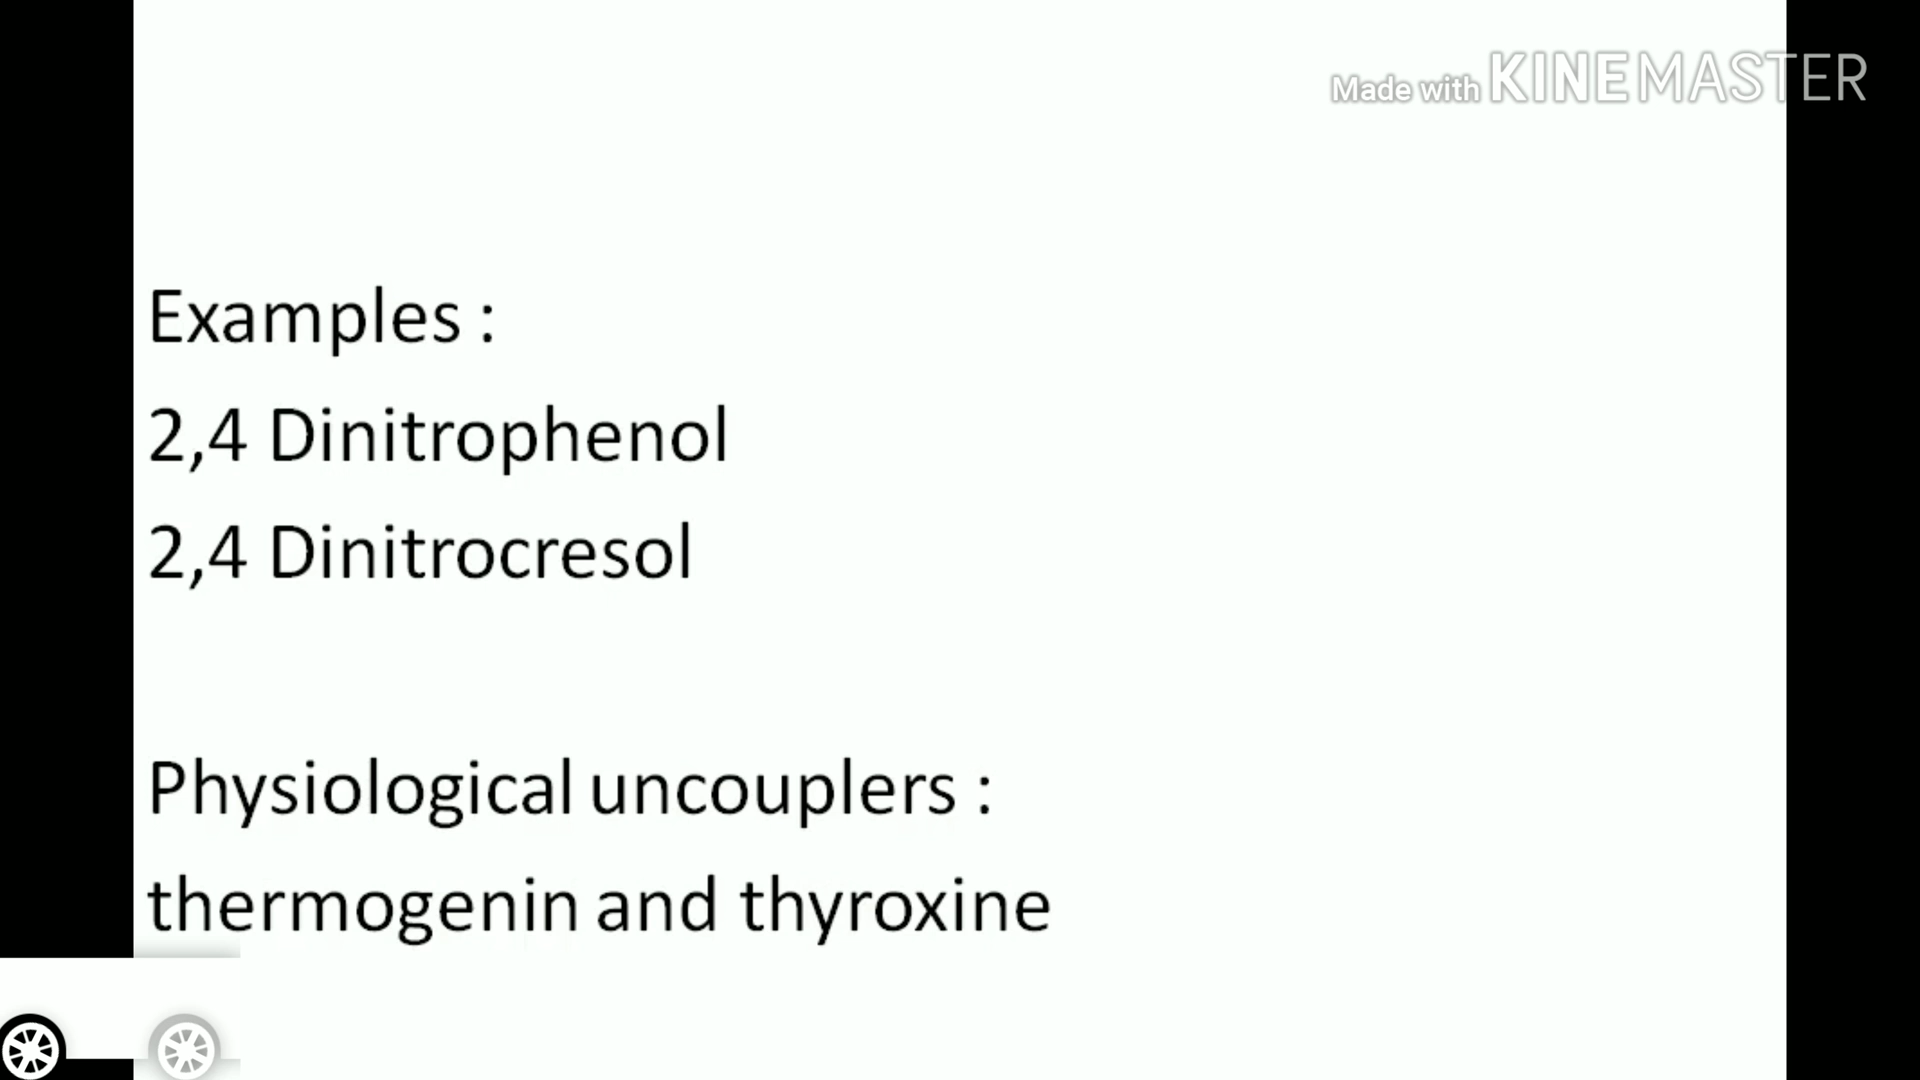 Made with KINEMASTER
Examples :
2,4 Dinitrophenol
2,4 Dinitrocresol
Physiological uncouplers :
thermogenin and thyroxine